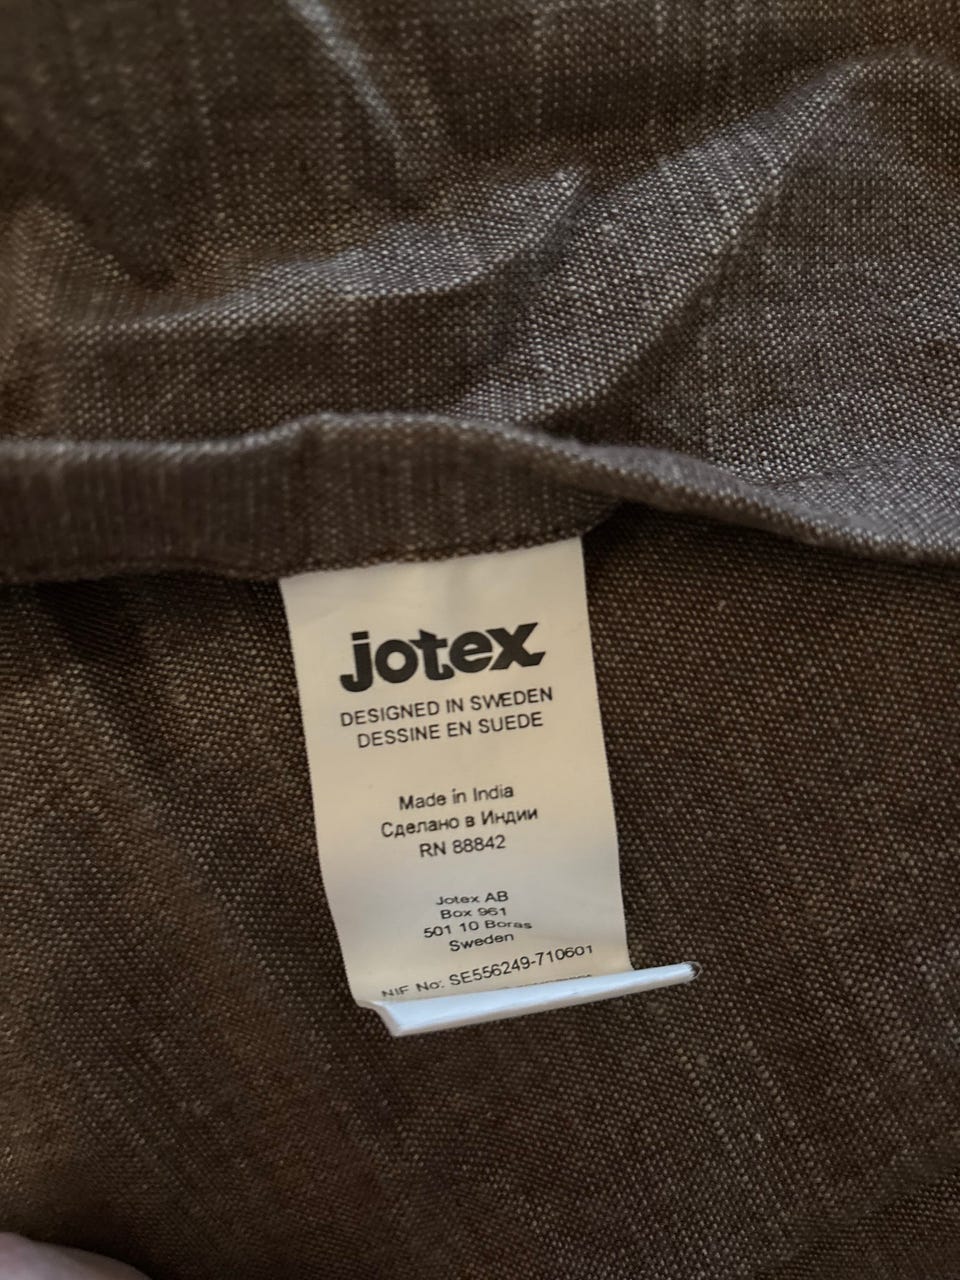 jotex
DESIGNED IN SWEDEN
DESSINE EN SUEDE
Made in India
Сделано в Индии
RN 88842
Jotex AB
Box 961
501 10 Boras
Sweden
NIF No: SE556249-710601